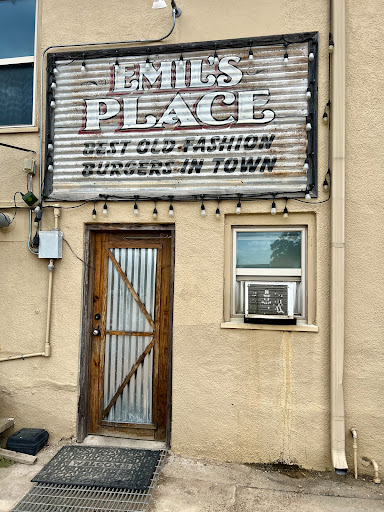 EMIL'S
PLACE
BEST OLD-FASHION
BURGERS IN TOWN